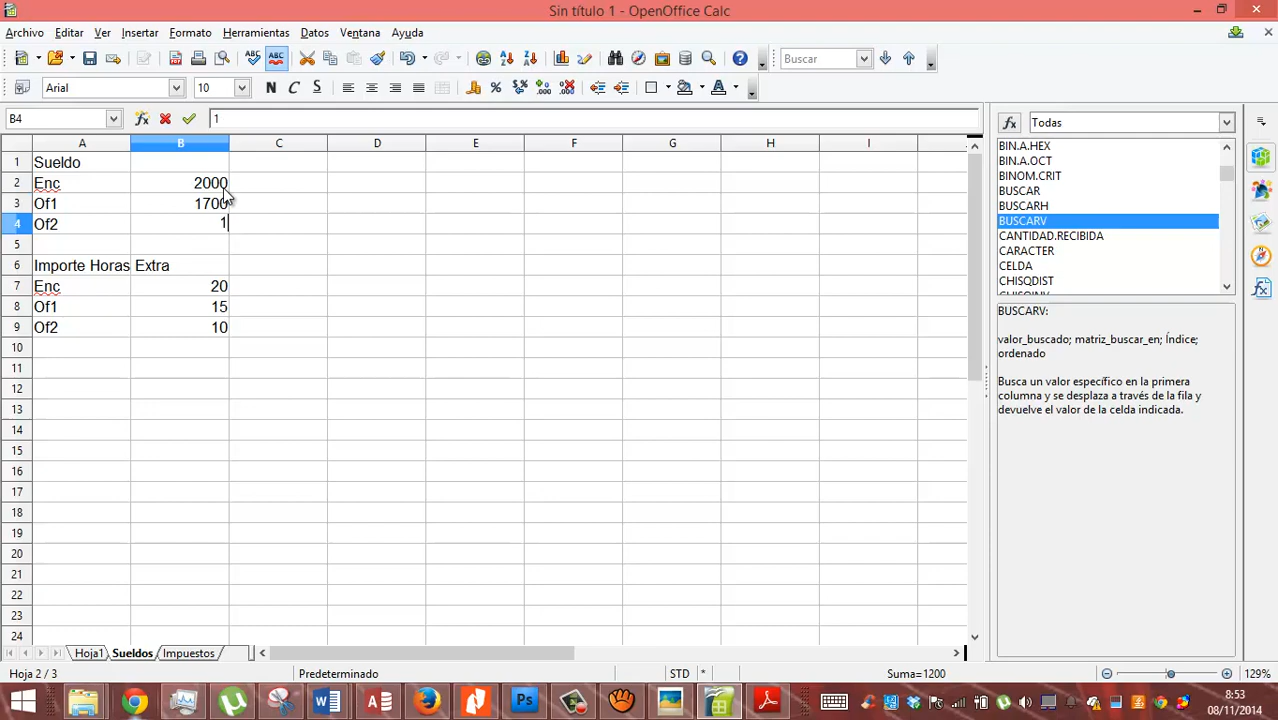 Sin título 1 - OpenOffice Calc
Archivo Editar Ver Insertar Formato Herramientas Datos Ventana Ayuda
ABC ABC Buscar
Arial 10 N C S
B4 1 Todas
A B C D E F G H I
1 Sueldo
2 Enc 2000
3 Of1 1700
4 Of2 1
5
6 Importe Horas Extra
7 Enc 20
8 Of1 15
9 Of2 10
10
11
12
13
14
15
16
17
18
19
20
21
22
23
24
BIN.A.HEX
BIN.A.OCT
BINOM.CRIT
BUSCAR
BUSCARH
BUSCARV
CANTIDAD.RECIBIDA
CARACTER
CELDA
CHISQDIST
CHISQINV
BUSCARV:
valor_buscado; matriz_buscar_en; Índice;
ordenado
Busca un valor específico en la primera
columna y se desplaza a través de la fila y
devuelve el valor de la celda indicada.
Hoja1 Sueldos Impuestos
Hoja 2 / 3 Predeterminado STD * Suma=1200 129%
8:53
08/11/2014